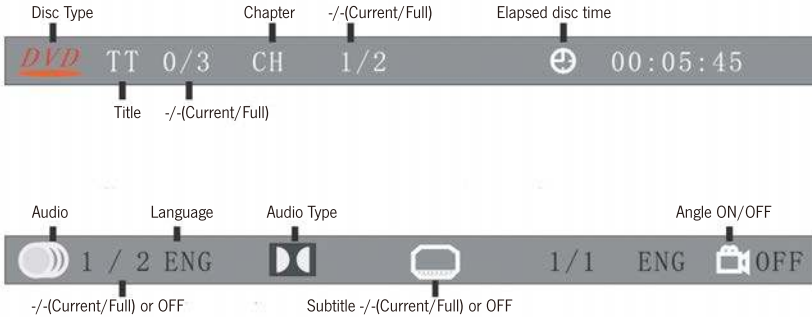 Disc Type Chapter -/-(Current/Full) Elapsed disc time
DVD TT 0/3 CH 1/2 00:05:45
Title -/-(Current/Full)
Audio Language Audio Type Angle ON/OFF
1 / 2 ENG 1/1 ENG OFF
-/-(Current/Full) or OFF Subtitle -/-(Current/Full) or OFF